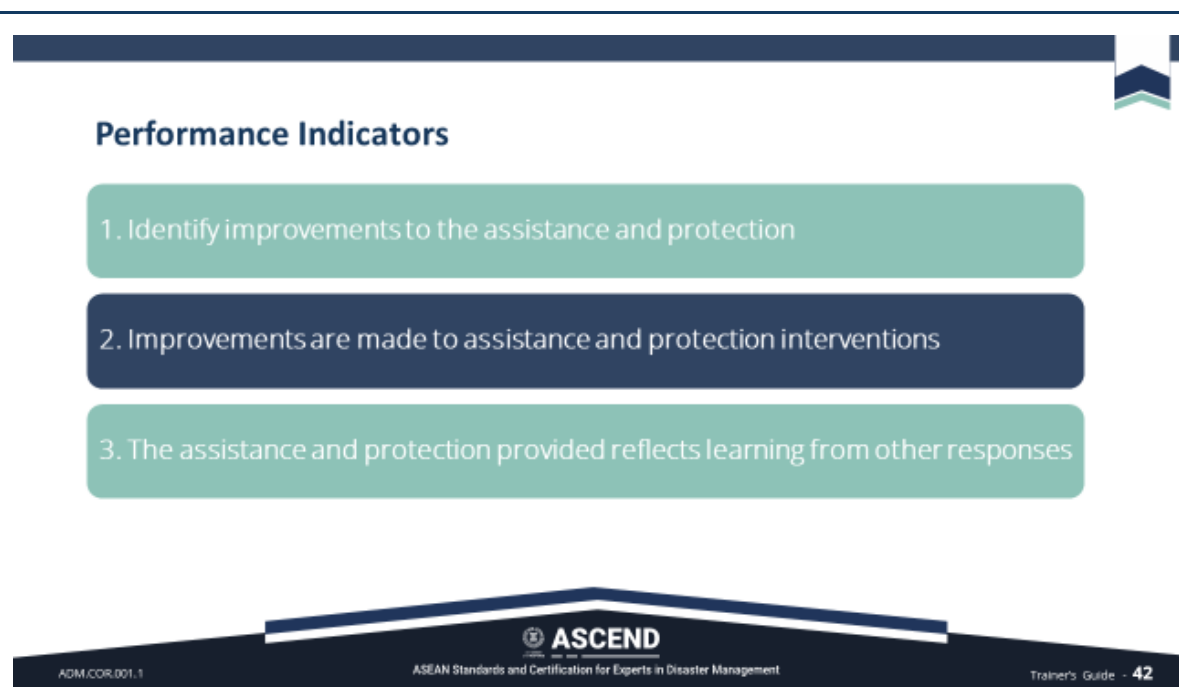 Performance Indicators
1. Identify improvements to the assistance and protection
2. Improvements are made to assistance and protection interventions
3. The assistance and protection provided reflects learning from other responses
ASCEND
ADM.COR.001.1
ASEAN Standards and Certification for Experts in Disaster Management
Trainer's Guide - 42